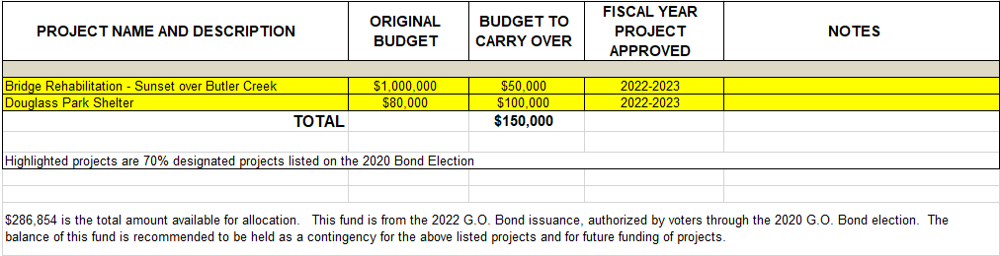 PROJECT NAME AND DESCRIPTION ORIGINAL BUDGET BUDGET TO CARRY OVER FISCAL YEAR PROJECT APPROVED NOTES
Bridge Rehabilitation - Sunset over Butler Creek $1,000,000 $50,000 2022-2023
Douglass Park Shelter $80,000 $100,000 2022-2023
TOTAL $150,000
Highlighted projects are 70% designated projects listed on the 2020 Bond Election
$286,854 is the total amount available for allocation. This fund is from the 2022 G.O. Bond issuance, authorized by voters through the 2020 G.O. Bond election. The
balance of this fund is recommended to be held as a contingency for the above listed projects and for future funding of projects.